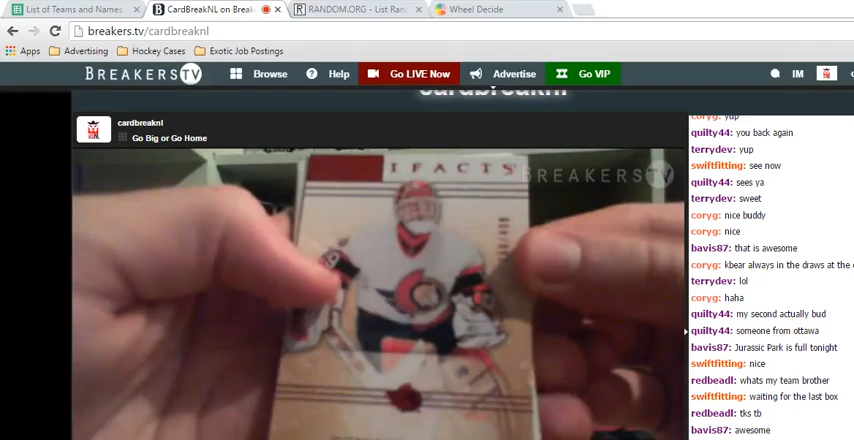 List of Teams and Names
CardBreakNL on Break
RANDOM.ORG - List Ran
Wheel Decide
breakers.tv/cardbreaknl
Apps
Advertising
Hockey Cases
Exotic Job Postings
BREAKERS TV
Browse
Help
Go LIVE Now
Advertise
Go VIP
IM
cardbreaknl
cardbreaknl
Go Big or Go Home
IFACTS
BREAKERS TV
coryg: yup
quilty44: you back again
terrydev: yup
swiftfitting: see now
quilty44: sees ya
terrydev: sweet
coryg: nice buddy
coryg: nice
bavis87: that is awesome
coryg: kbear always in the draws at the
terrydev: lol
coryg: haha
quilty44: my second actually bud
quilty44: someone from ottawa
bavis87: Jurassic Park is full tonight
swiftfitting: nice
redbeadl: whats my team brother
swiftfitting: waiting for the last box
redbeadl: tks tb
bavis87: awesome